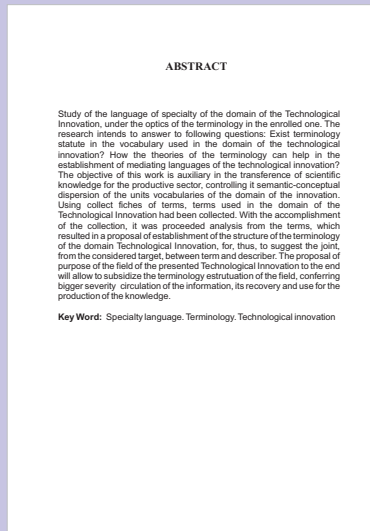 ABSTRACT
Study of the language of specialty of the domain of the Technological
Innovation, under the optics of the terminology in the enrolled one. The
research intends to answer to following questions: Exist terminology
statute in the vocabulary used in the domain of the technological
innovation? How the theories of the terminology can help in the
establishment of mediating languages of the technological innovation?
The objective of this work is auxiliary in the transference of scientific
knowledge for the productive sector, controlling it semantic-conceptual
dispersion of the units vocabularies of the domain of the innovation.
Using collect fiches of terms, terms used in the domain of the
Technological Innovation had been collected. With the accomplishment
of the collection, it was proceeded analysis from the terms, which
resulted in a proposal of establishment of the structure of the terminology
of the domain Technological Innovation, for, thus, to suggest the joint,
from the considered target, between term and describer. The proposal of
purpose of the field of the presented Technological Innovation to the end
will allow to subsidize the terminology estrutuation of the field, conferring
bigger severity circulation of the information, its recovery and use for the
production of the knowledge.
Key Word: Specialty language. Terminology. Technological innovation